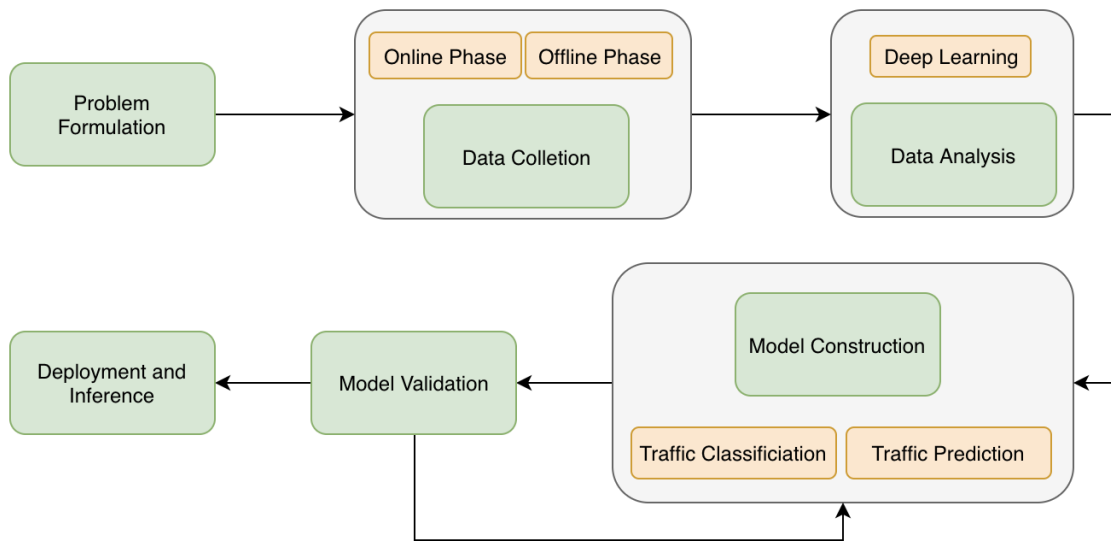 Problem
Formulation
Online Phase
Offline Phase
Data Colletion
Deep Learning
Data Analysis
Deployment and
Inference
Model Validation
Model Construction
Traffic Classificiation
Traffic Prediction